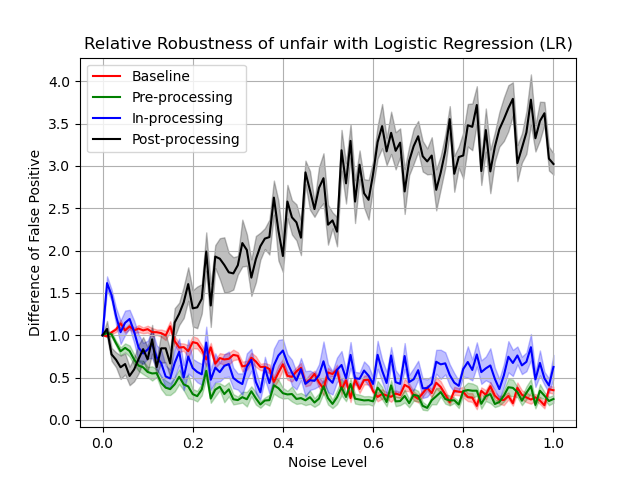 Relative Robustness of unfair with Logistic Regression (LR)
Baseline
Pre-processing
In-processing
Post-processing
Difference of False Positive
4.0
3.5
3.0
2.5
2.0
1.5
1.0
0.5
0.0
0.0 0.2 0.4 0.6 0.8 1.0
Noise Level